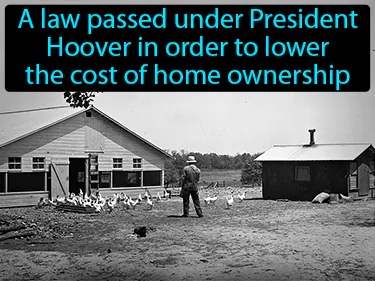 A law passed under President
Hoover in order to lower
the cost of home ownership